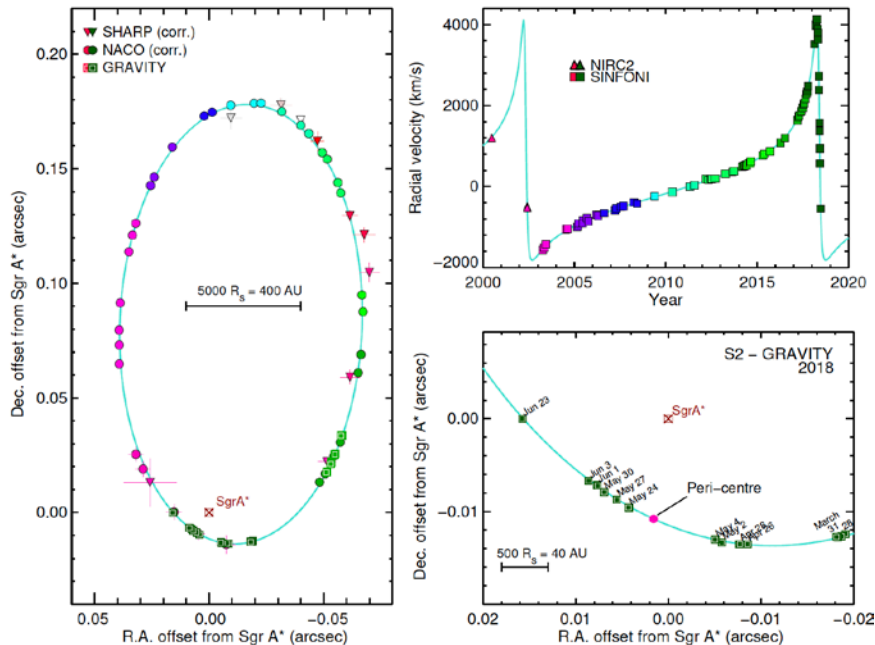 SHARP (corr.)
NACO (corr.)
GRAVITY
0.20
0.15
0.10
0.05
0.00
Dec. offset from Sgr A* (arcsec)
5000 Rs = 400 AU
SgrA*
0.05
0.00
−0.05
R.A. offset from Sgr A* (arcsec)
4000
2000
0
−2000
Radial velocity (km/s)
NIRC2
SINFONI
2000
2005
2010
2015
2020
Year
S2 − GRAVITY
2018
0.00
−0.01
Dec. offset from Sgr A* (arcsec)
Jun 23
SgrA*
Jun 3
Jun 1
May 30
May 27
May 24
Peri−centre
May 4
May 2
Apr 28
Apr 26
March
31
500 Rs = 40 AU
0.02
0.01
0.00
−0.01
−0.02
R.A. offset from Sgr A* (arcsec)